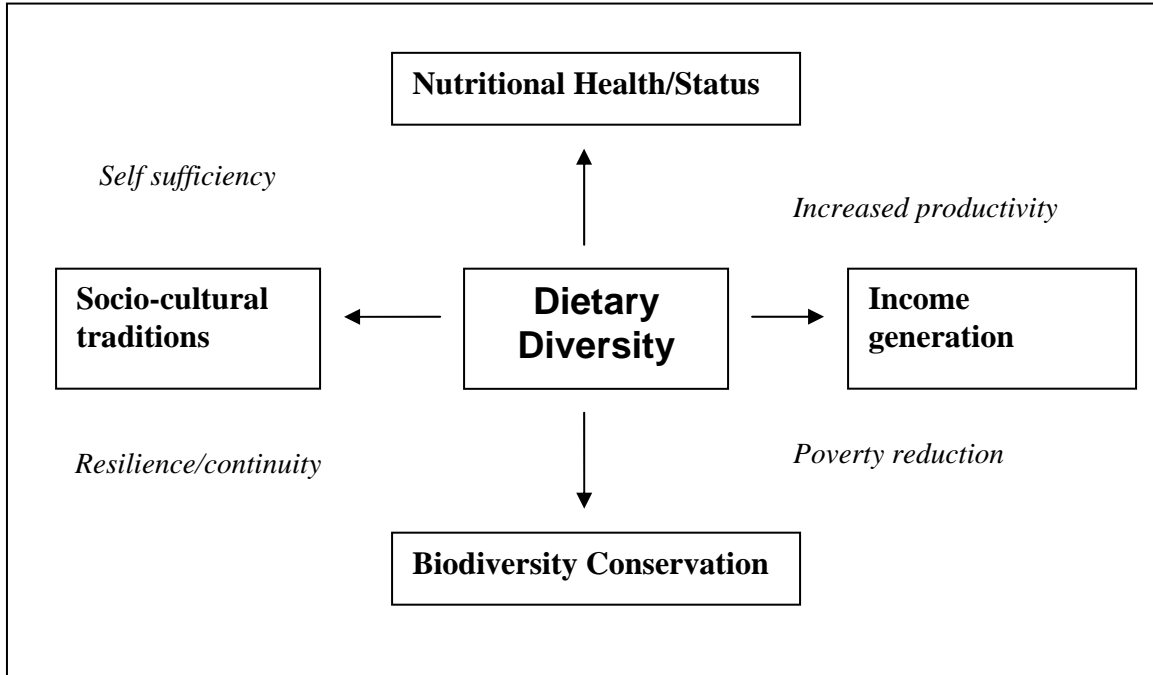 Nutritional Health/Status
Self sufficiency
Increased productivity
Socio-cultural
traditions
Dietary
Diversity
Income
generation
Resilience/continuity
Poverty reduction
Biodiversity Conservation